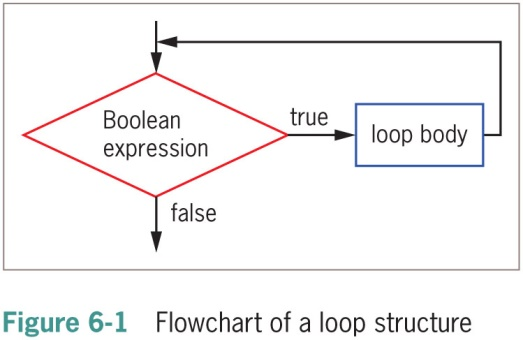 Boolean
expression
true
loop body
false
Figure 6-1 Flowchart of a loop structure